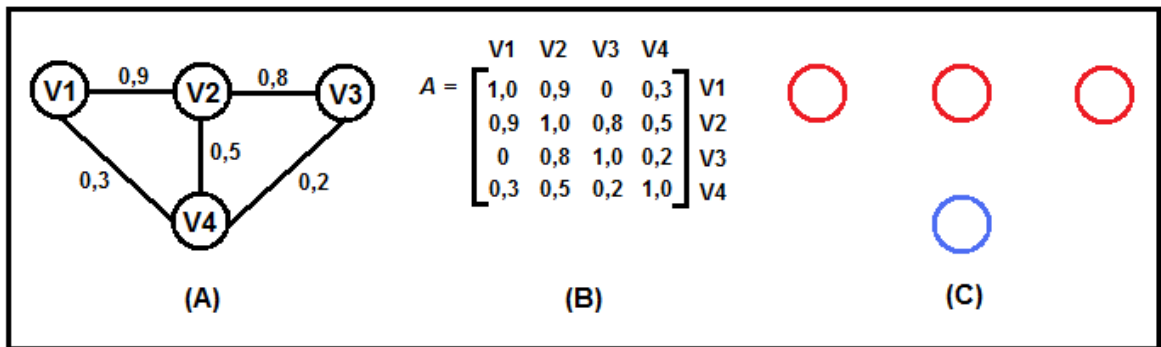 0,9 0,8
V1 V2 V3
0,5
0,3 0,2
V4
(A)
V1 V2 V3 V4
A = 1,0 0,9 0 0,3 V1
0,9 1,0 0,8 0,5 V2
0 0,8 1,0 0,2 V3
0,3 0,5 0,2 1,0 V4
(B)
(C)